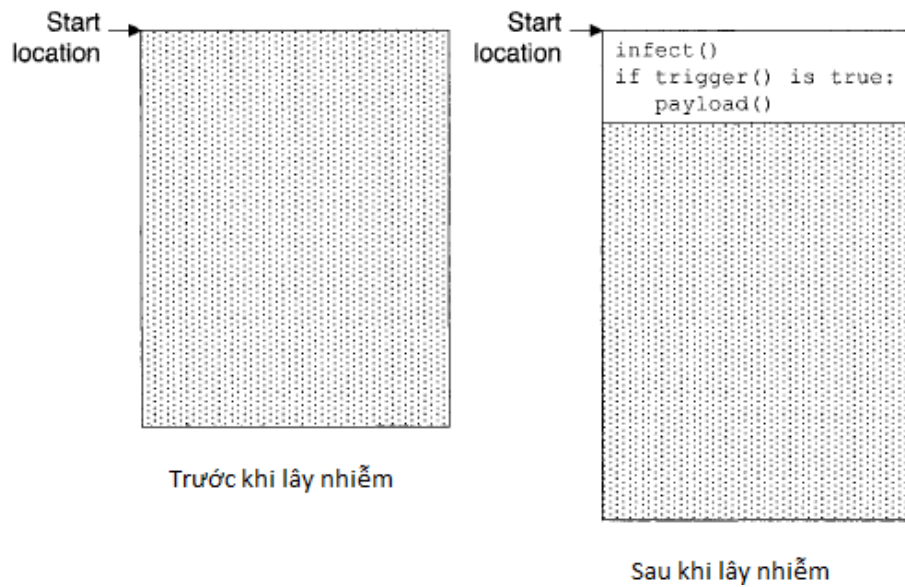 Start
location
Trước khi lây nhiễm
Start
location
infect()
if trigger() is true:
payload()
Sau khi lây nhiễm